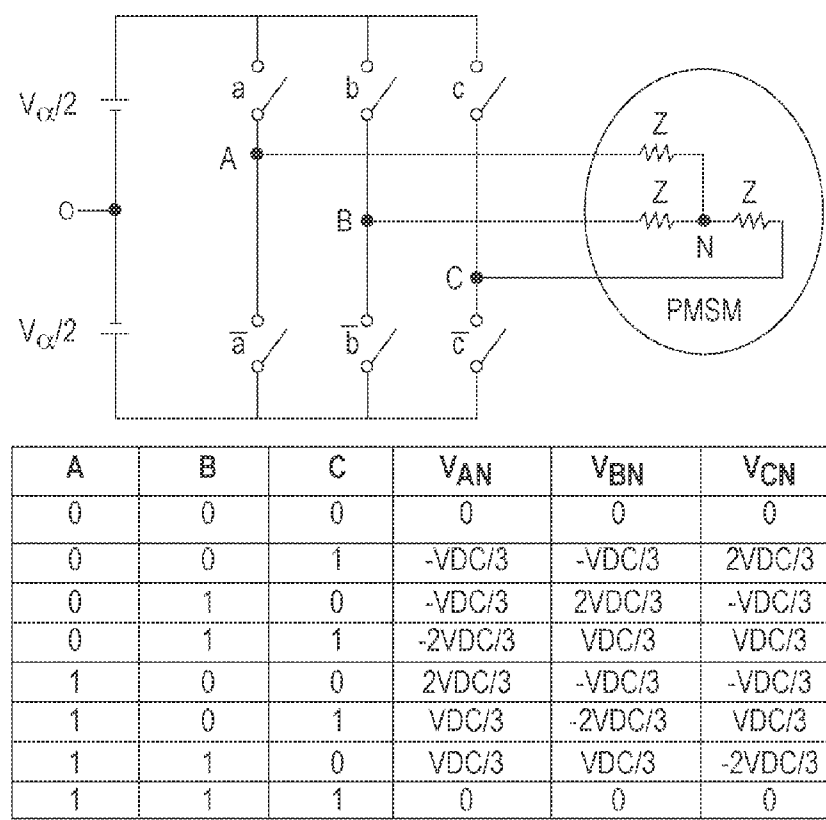 a b c
Vα/2
A
Z
O
B
Z Z
N
C
PMSM
Vα/2
a̅ b̅ c̅
A B C VAN VBN VCN
0 0 0 0 0 0
0 0 1 -VDC/3 -VDC/3 2VDC/3
0 1 0 -VDC/3 2VDC/3 -VDC/3
0 1 1 -2VDC/3 VDC/3 VDC/3
1 0 0 2VDC/3 -VDC/3 -VDC/3
1 0 1 VDC/3 -2VDC/3 VDC/3
1 1 0 VDC/3 VDC/3 -2VDC/3
1 1 1 0 0 0